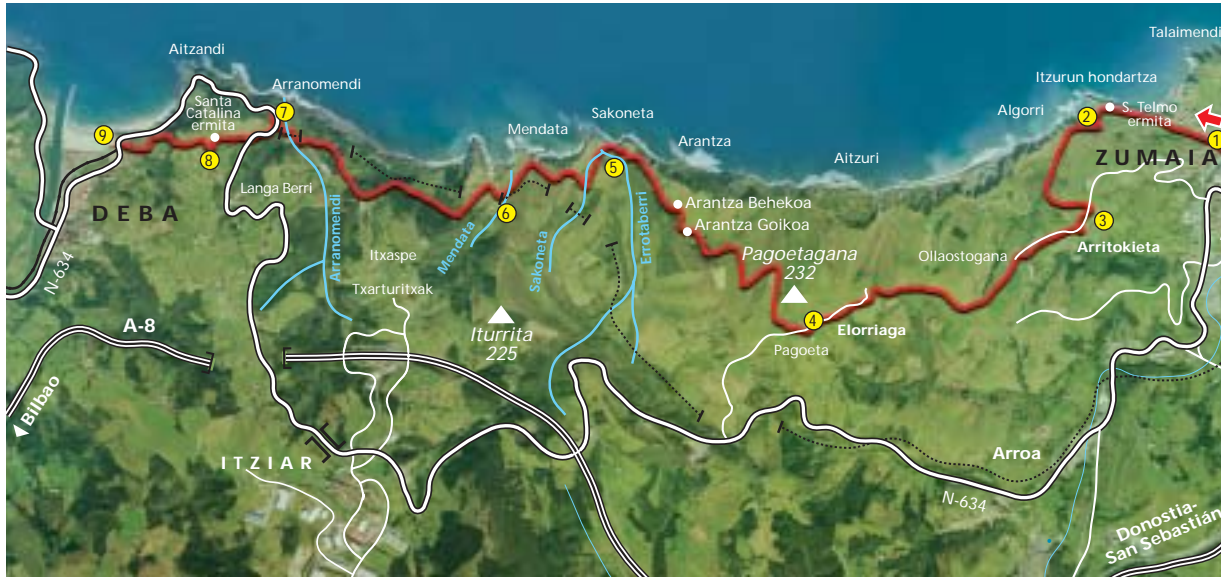 Talaimendi
Aitzandi
Itzurun hondartza
Arranomendi
Santa
Catalina
ermita
7
Sakoneta
Algorri
2
S. Telmo
ermita
1
9
8
Mendata
Arantza
Aitzuri
ZUMAIA
5
Langa Berri
DEBA
6
Arantza Behekoa
Arantza Goikoa
3
Arritokieta
N-634
Arranomendi
Itxaspe
Mendata
Sakoneta
Errotaberri
Pagoetagana
232
Ollaostogana
Txarturitxak
A-8
Iturrita
225
4
Elorriaga
Pagoeta
Bilbao
ITZIAR
Arroa
N-634
Donostia-
San Sebastián